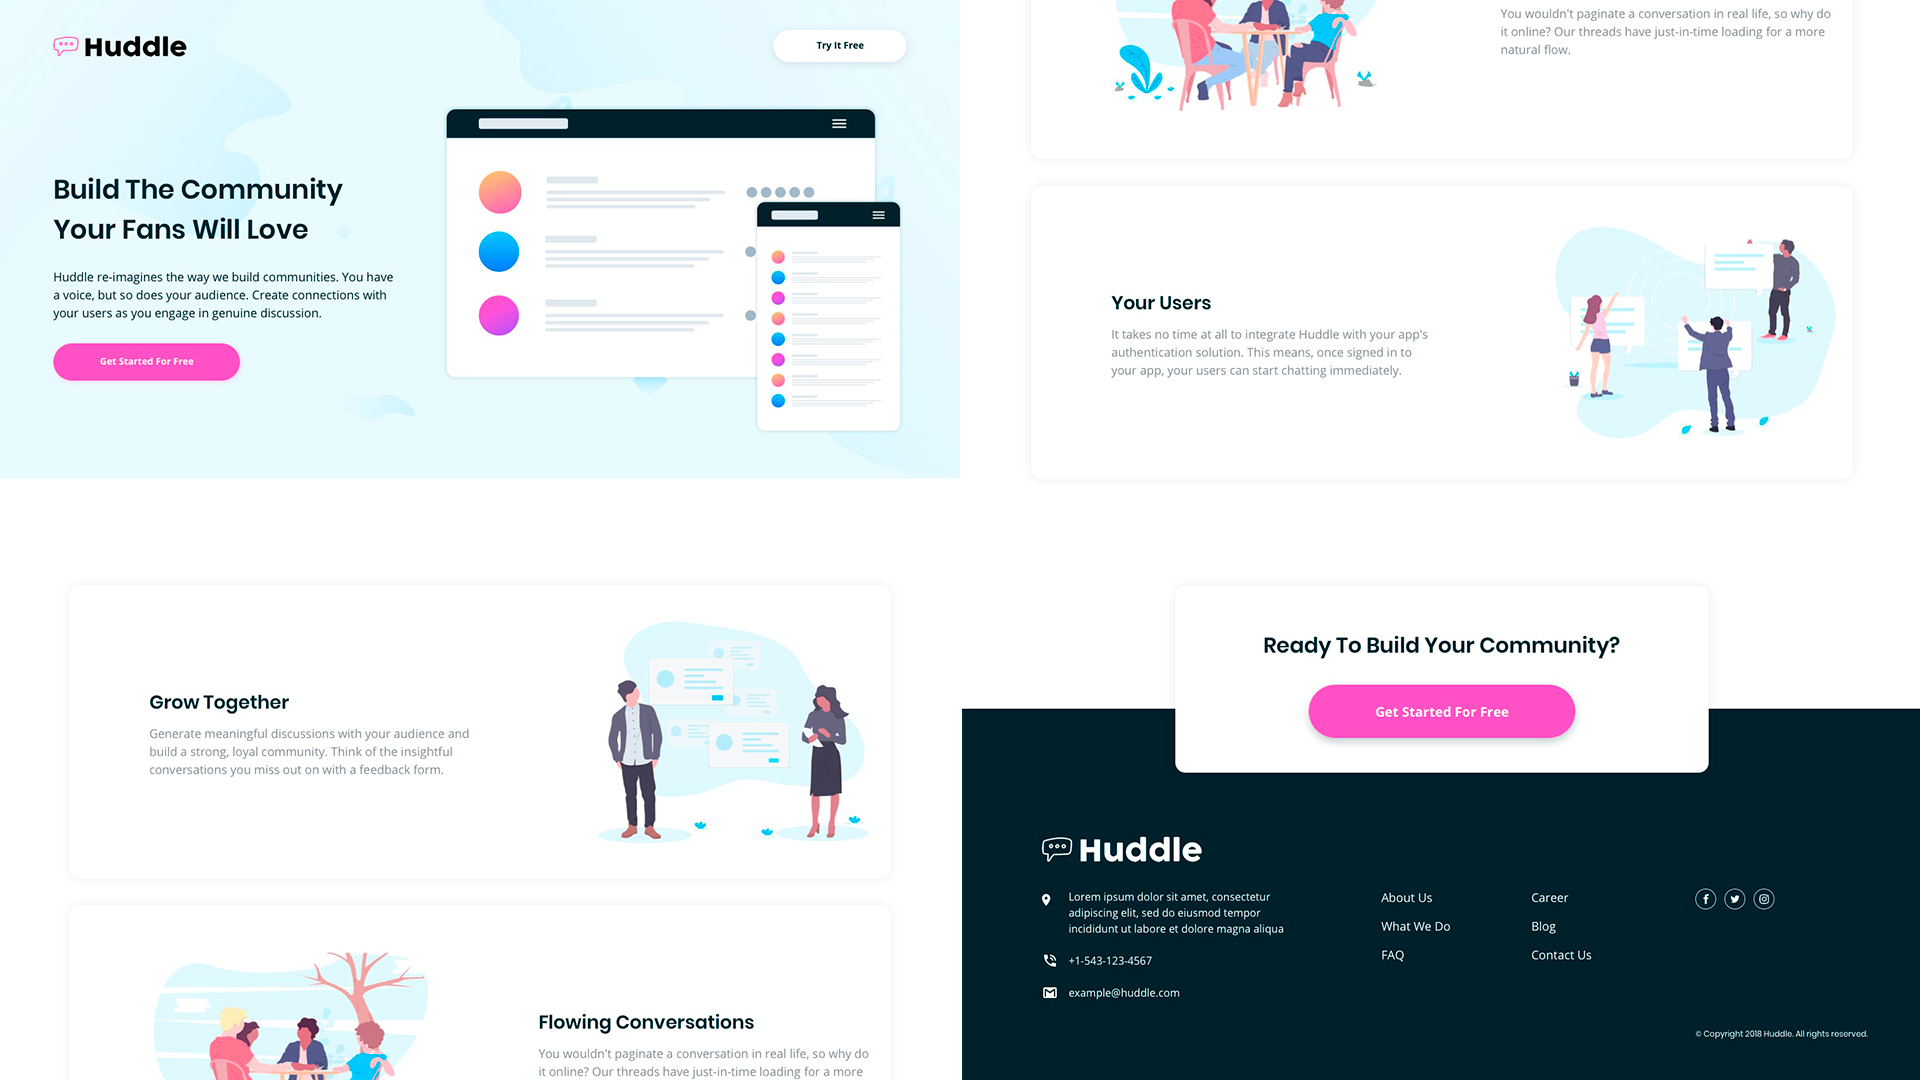 Huddle
Try It Free
Build The Community
Your Fans Will Love
Huddle re-imagines the way we build communities. You have
a voice, but so does your audience. Create connections with
your users as you engage in genuine discussion.
Get Started For Free
Grow Together
Generate meaningful discussions with your audience and
build a strong, loyal community. Think of the insightful
conversations you miss out on with a feedback form.
Flowing Conversations
You wouldn't paginate a conversation in real life, so why do
it online? Our threads have just-in-time loading for a more
You wouldn't paginate a conversation in real life, so why do
it online? Our threads have just-in-time loading for a more
natural flow.
Your Users
It takes no time at all to integrate Huddle with your app's
authentication solution. This means, once signed in to
your app, your users can start chatting immediately.
Ready To Build Your Community?
Get Started For Free
Huddle
Lorem ipsum dolor sit amet, consectetur
adipiscing elit, sed do eiusmod tempor
incididunt ut labore et dolore magna aliqua
+1-543-123-4567
example@huddle.com
About Us
What We Do
FAQ
Career
Blog
Contact Us
© Copyright 2018 Huddle. All rights reserved.